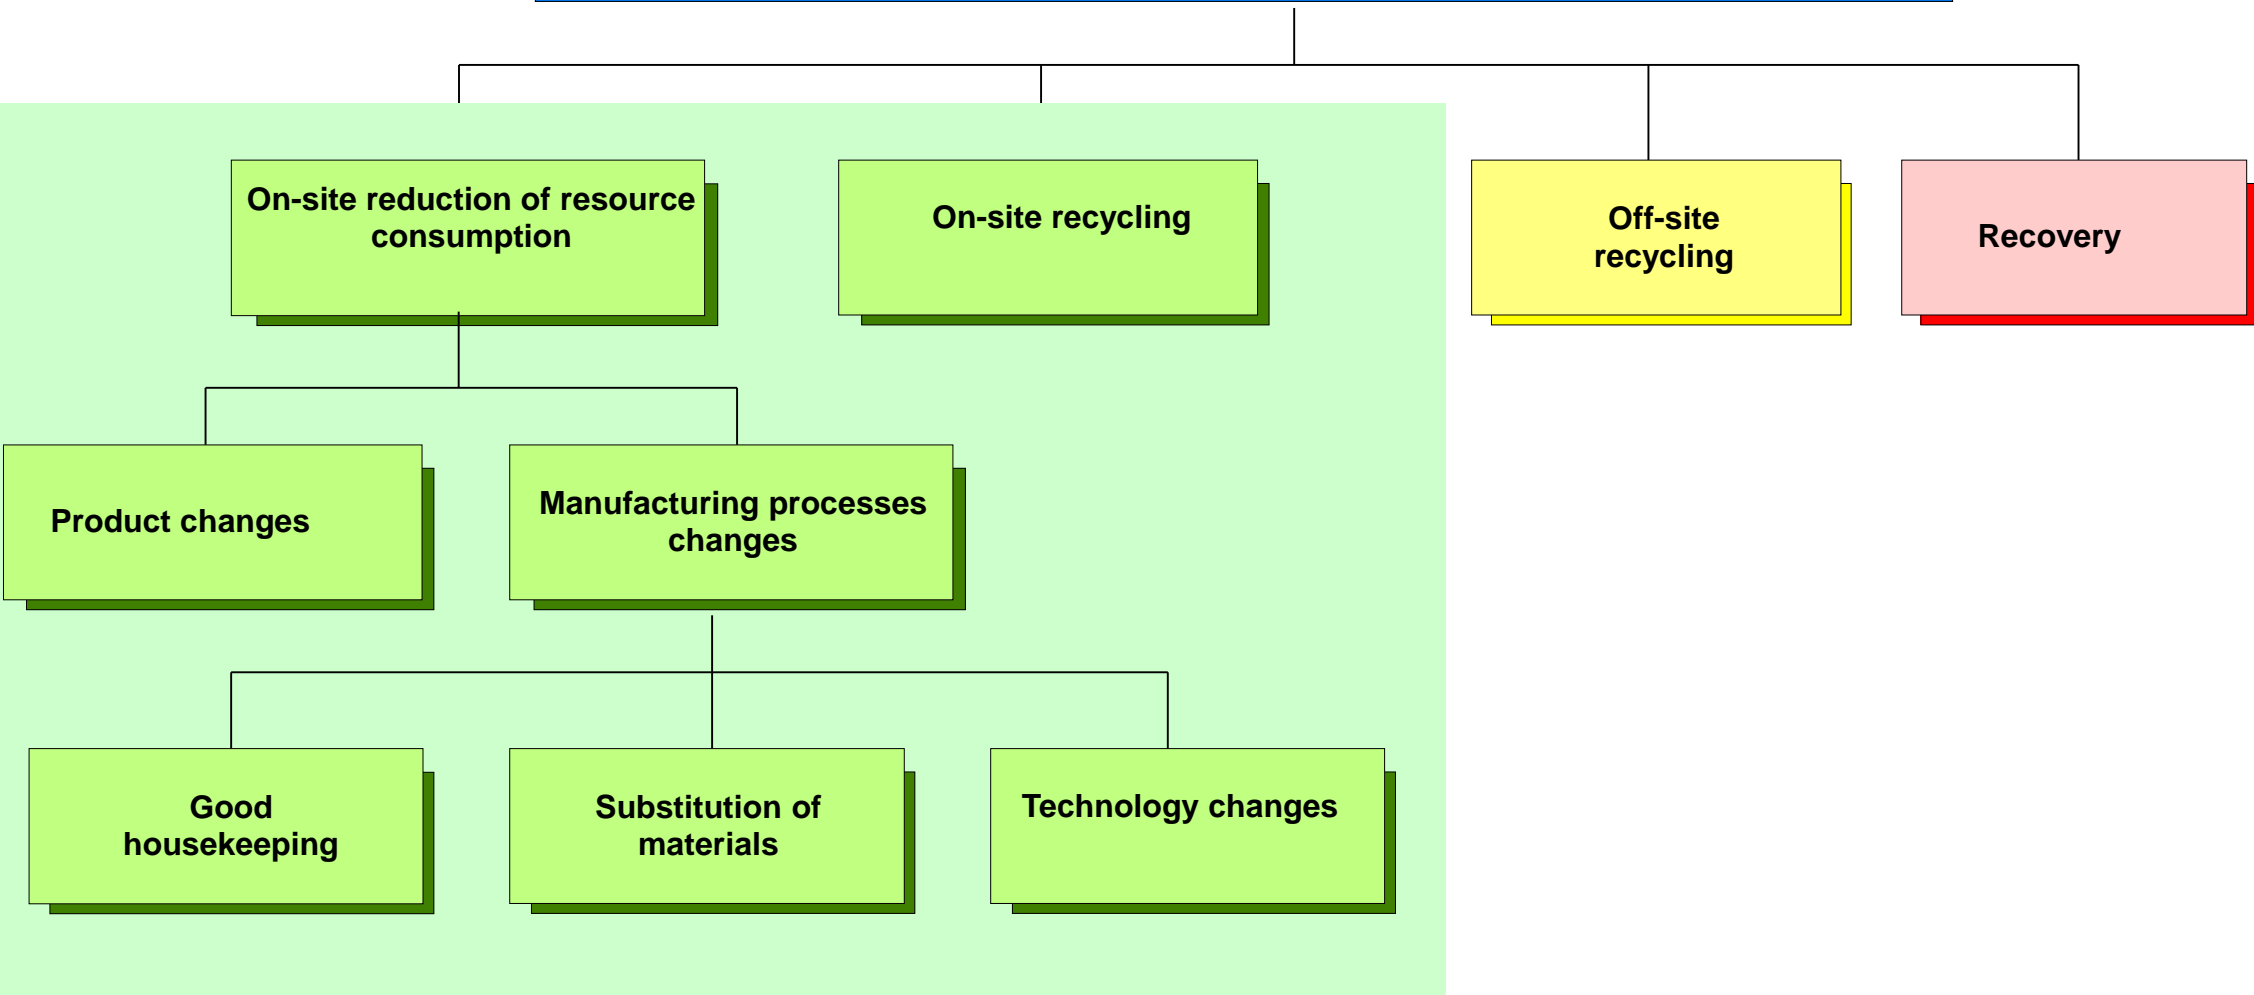 On-site reduction of resource
consumption
On-site recycling
Off-site
recycling
Recovery
Product changes
Manufacturing processes
changes
Good
housekeeping
Substitution of
materials
Technology changes